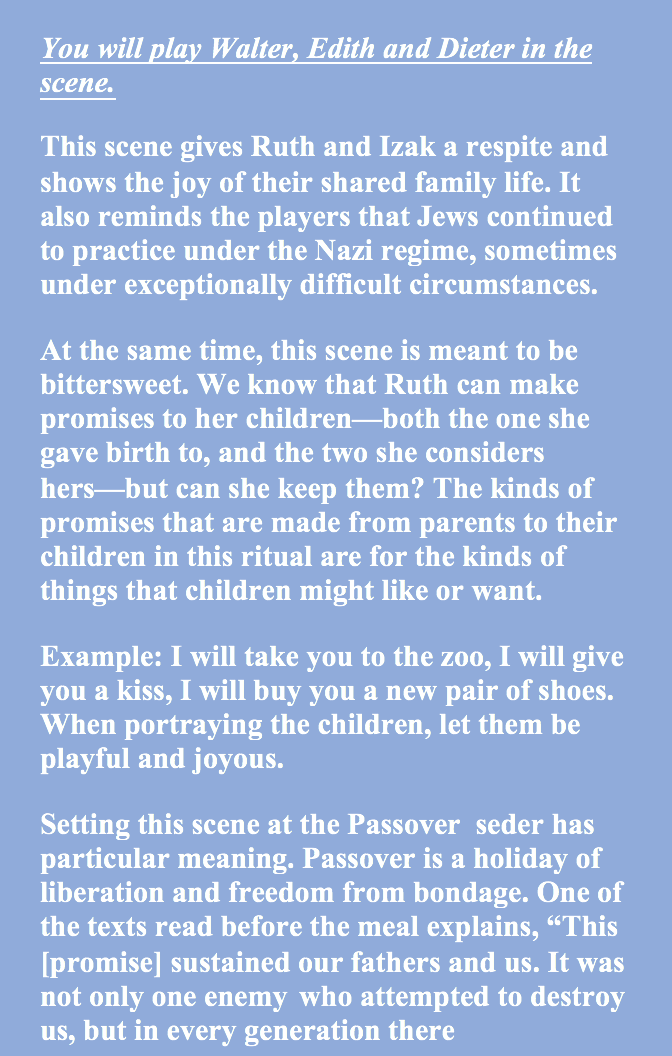 You will play Walter, Edith and Dieter in the
scene.
This scene gives Ruth and Izak a respite and
shows the joy of their shared family life. It
also reminds the players that Jews continued
to practice under the Nazi regime, sometimes
under exceptionally difficult circumstances.
At the same time, this scene is meant to be
bittersweet. We know that Ruth can make
promises to her children—both the one she
gave birth to, and the two she considers
hers—but can she keep them? The kinds of
promises that are made from parents to their
children in this ritual are for the kinds of
things that children might like or want.
Example: I will take you to the zoo, I will give
you a kiss, I will buy you a new pair of shoes.
When portraying the children, let them be
playful and joyous.
Setting this scene at the Passover seder has
particular meaning. Passover is a holiday of
liberation and freedom from bondage. One of
the texts read before the meal explains, “This
[promise] sustained our fathers and us. It was
not only one enemy who attempted to destroy
us, but in every generation there